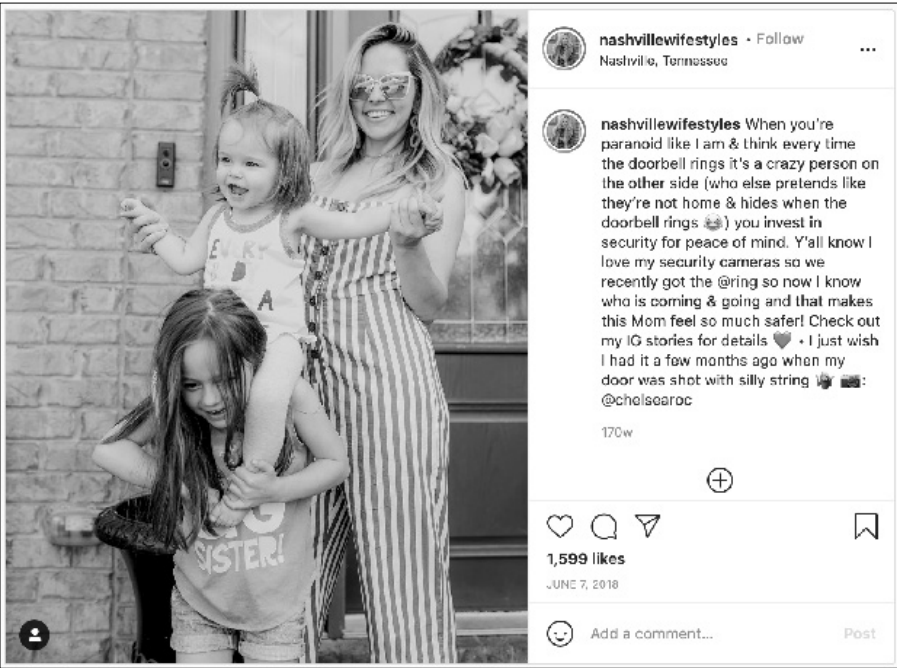 nashvillewifestyles • Follow
Nashville, Tennessee
nashvillewifestyles When you're
paranoid like I am & think every time
the doorbell rings it's a crazy person on
the other side (who else pretends like
they're not home & hides when the
doorbell rings 😂) you invest in
security for peace of mind. Y'all know I
love my security cameras so we
recently got the @ring so now I know
who is coming & going and that makes
this Mom feel so much safer! Check out
my IG stories for details ❤ • I just wish
I had it a few months ago when my
door was shot with silly string 📷:
@chelsearoc
170w
1,599 likes
JUNE 7, 2018
Add a comment... Post
EVERY
DAY
A
BIG
SISTER!